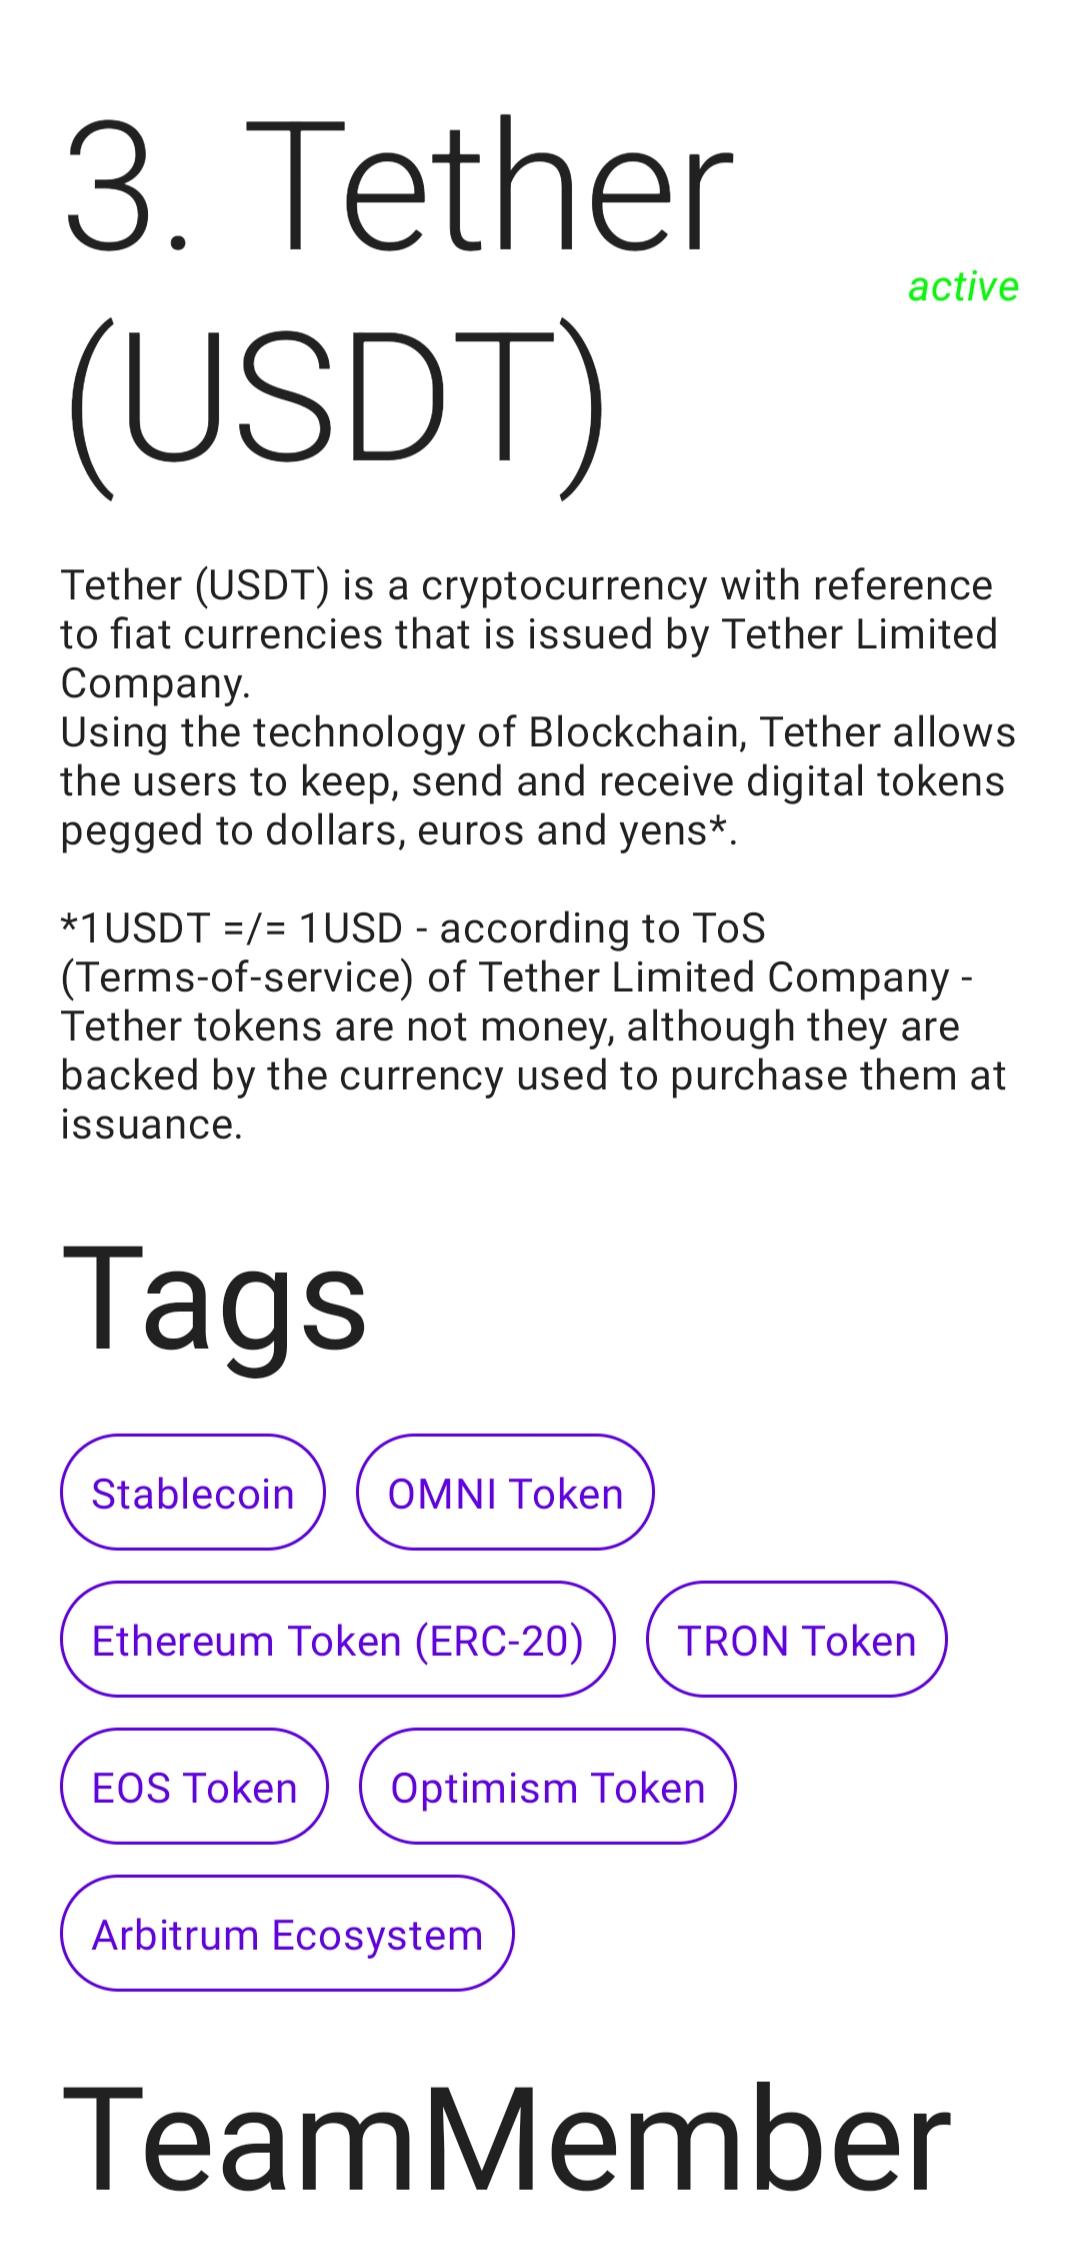 3. Tether
active
(USDT)
Tether (USDT) is a cryptocurrency with reference
to fiat currencies that is issued by Tether Limited
Company.
Using the technology of Blockchain, Tether allows
the users to keep, send and receive digital tokens
pegged to dollars, euros and yens*.
*1USDT =/= 1USD - according to ToS
(Terms-of-service) of Tether Limited Company -
Tether tokens are not money, although they are
backed by the currency used to purchase them at
issuance.
Tags
Stablecoin OMNI Token
Ethereum Token (ERC-20) TRON Token
EOS Token Optimism Token
Arbitrum Ecosystem
TeamMember